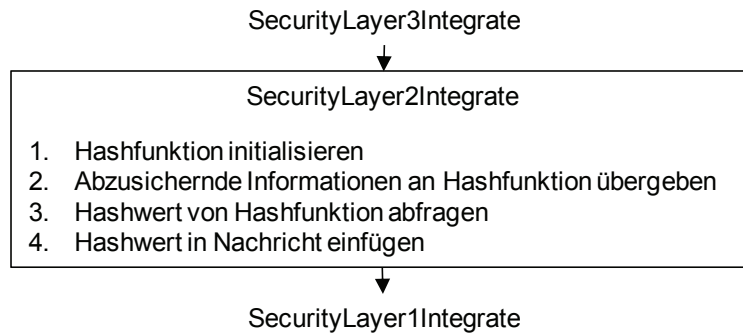 SecurityLayer3Integrate
SecurityLayer2Integrate
1. Hashfunktion initialisieren
2. Abzusichernde Informationen an Hashfunktion übergeben
3. Hashwert von Hashfunktion abfragen
4. Hashwert in Nachricht einfügen
SecurityLayer1Integrate